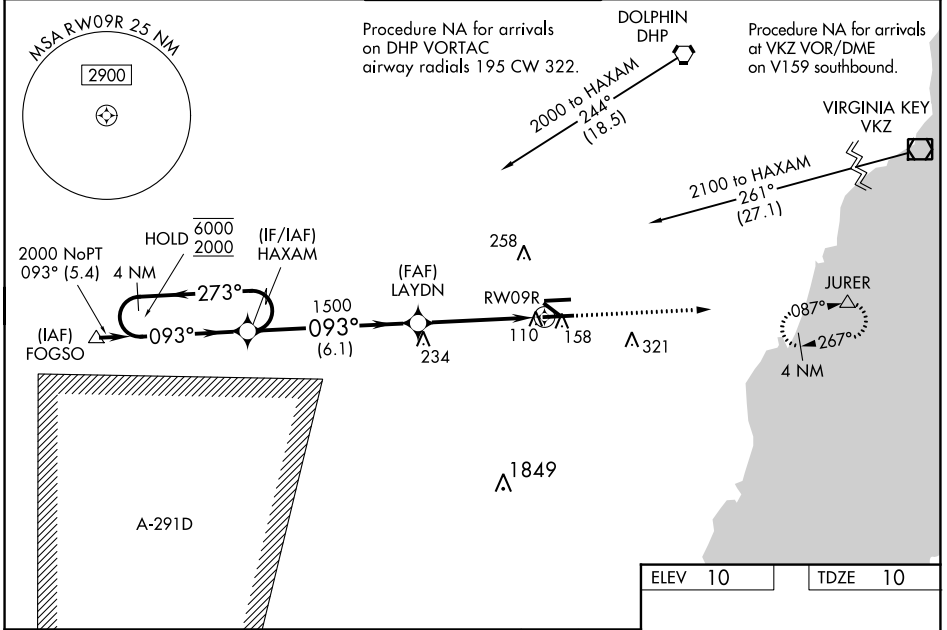 MSA RW09R 25 NM
2900
Procedure NA for arrivals
on DHP VORTAC
airway radials 195 CW 322.
DOLPHIN
DHP
Procedure NA for arrivals
at VKZ VOR/DME
on V159 southbound.
2000 to HAXAM
244°
(18.5)
VIRGINIA KEY
VKZ
2100 to HAXAM
261°
(27.1)
HOLD
6000
2000
(IF/IAF)
HAXAM
2000 NoPT
093° (5.4)
4 NM
273°
093°
(IAF)
FOGSO
1500
093°
(6.1)
(FAF)
LAYDN
234
258
RW09R
110
158
321
JURER
087°
267°
4 NM
1849
A-291D
ELEV 10
TDZE 10